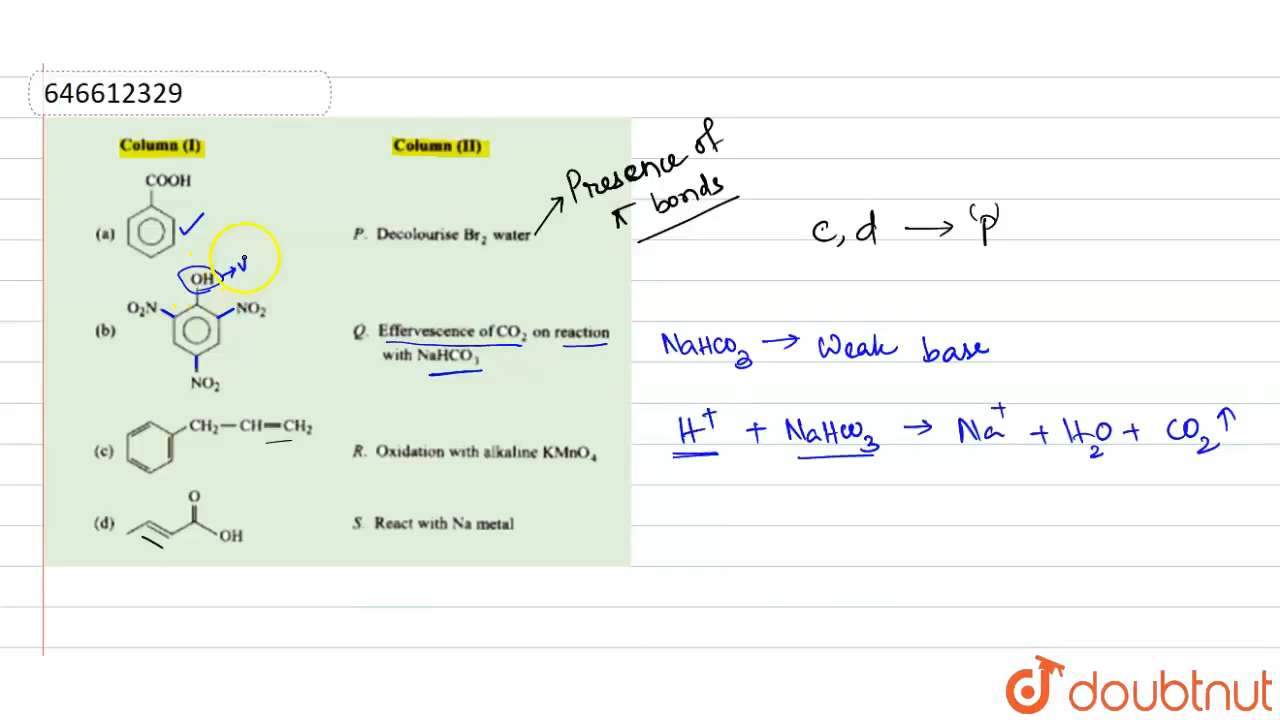 646612329
Column (I)
Column (II)
COOH
(a)
P. Decolourise Br₂ water
Presence of
π bonds
c, d → (P)
OH
O₂N
NO₂
(b)
NO₂
Q. Effervescence of CO₂ on reaction
with NaHCO₃
NaHCO₃ → Weak base
CH₂—CH=CH₂
(c)
R. Oxidation with alkaline KMnO₄
H⁺ + NaHCO₃ → Na⁺ + H₂O + CO₂↑
O
(d)
OH
S. React with Na metal
doubtnut